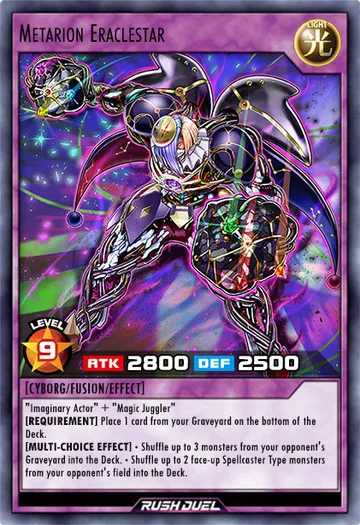 METARION ERACLESTAR
LIGHT
光
LEVEL
9
ATK 2800 DEF 2500
[CYBORG/FUSION/EFFECT]
"Imaginary Actor" + "Magic Juggler"
[REQUIREMENT] Place 1 card from your Graveyard on the bottom of the
Deck.
[MULTI-CHOICE EFFECT] • Shuffle up to 3 monsters from your opponent's
Graveyard into the Deck. • Shuffle up to 2 face-up Spellcaster Type monsters
from your opponent's field into the Deck.
RUSH DUEL